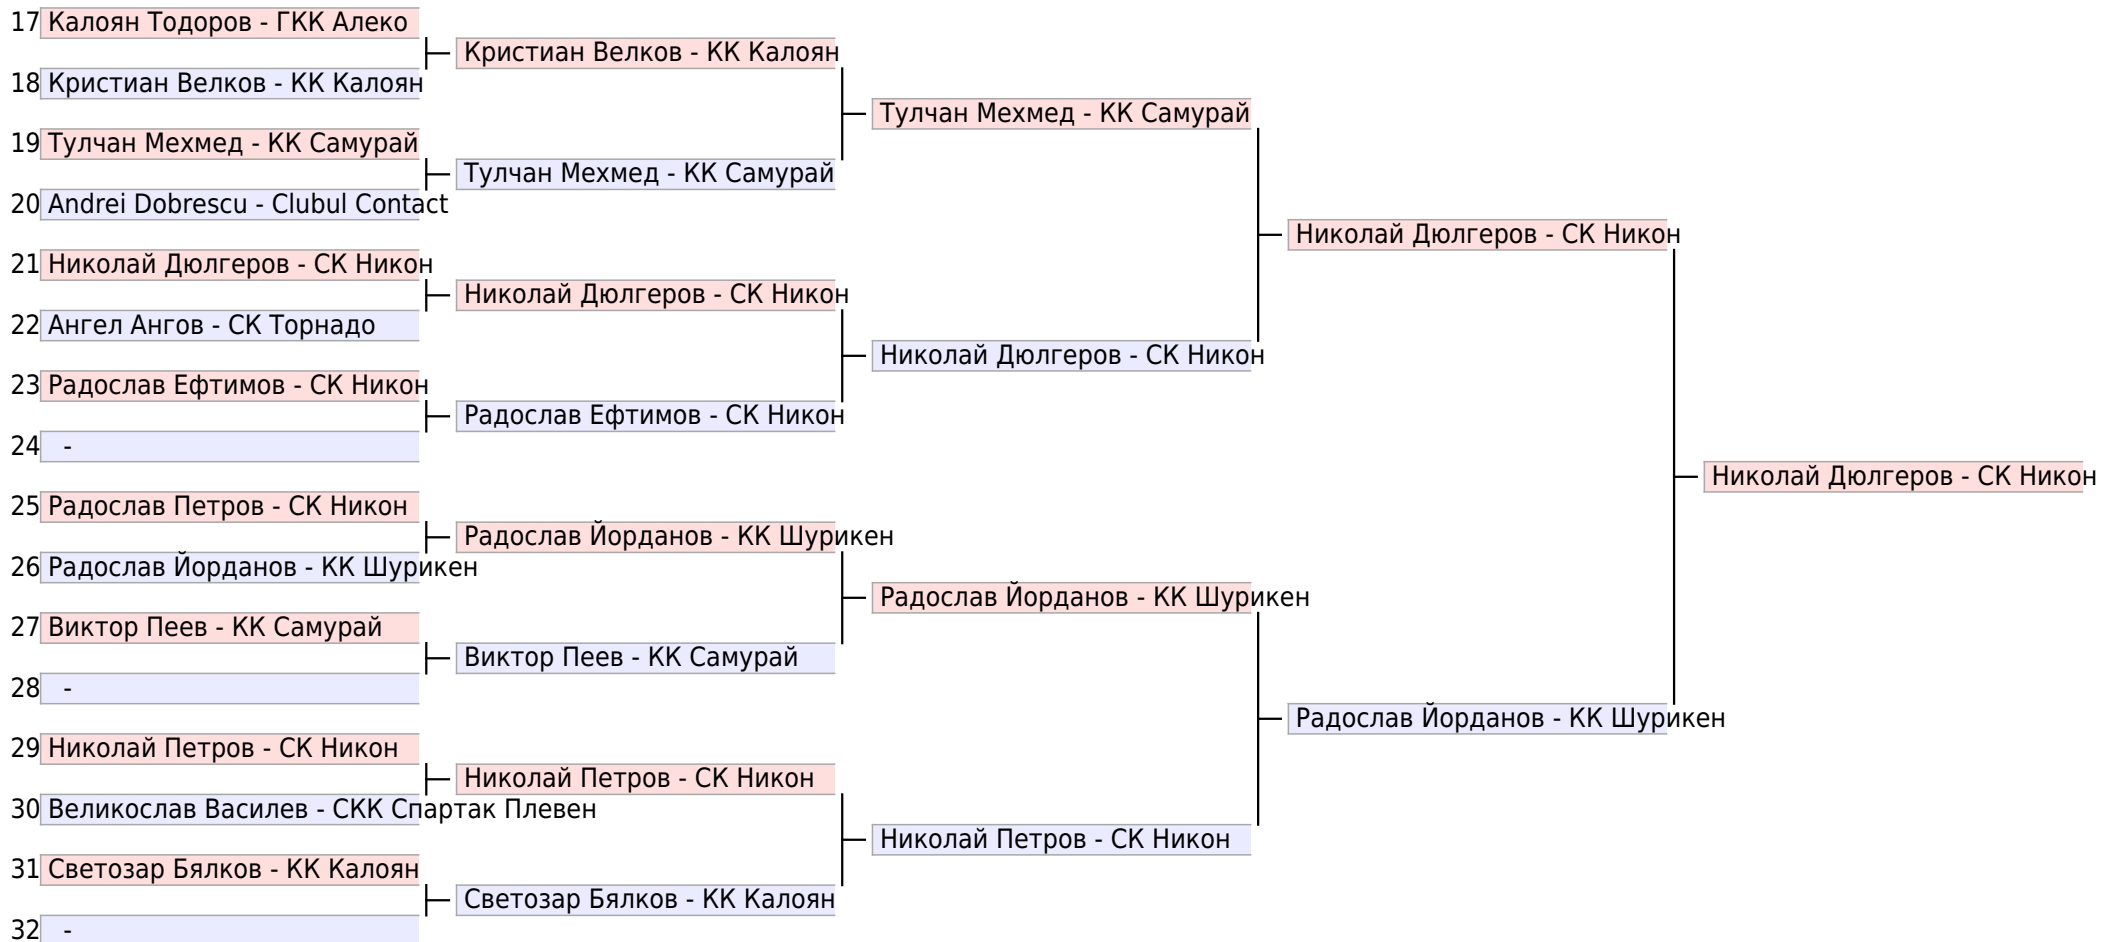 17 Калоян Тодоров - ГКК Алеко
Кристиан Велков - КК Калоян
18 Кристиан Велков - КК Калоян
Тулчан Мехмед - КК Самурай
19 Тулчан Мехмед - КК Самурай
Тулчан Мехмед - КК Самурай
20 Andrei Dobrescu - Clubul Contact
Николай Дюлгеров - СК Никон
21 Николай Дюлгеров - СК Никон
Николай Дюлгеров - СК Никон
22 Ангел Ангов - СК Торнадо
Николай Дюлгеров - СК Никон
23 Радослав Ефтимов - СК Никон
Радослав Ефтимов - СК Никон
24 -
Николай Дюлгеров - СК Никон
25 Радослав Петров - СК Никон
Радослав Йорданов - КК Шурикен
26 Радослав Йорданов - КК Шурикен
Радослав Йорданов - КК Шурикен
27 Виктор Пеев - КК Самурай
Виктор Пеев - КК Самурай
28 -
Радослав Йорданов - КК Шурикен
29 Николай Петров - СК Никон
Николай Петров - СК Никон
30 Великослав Василев - СКК Спартак Плевен
Николай Петров - СК Никон
31 Светозар Бялков - КК Калоян
Светозар Бялков - КК Калоян
32 -